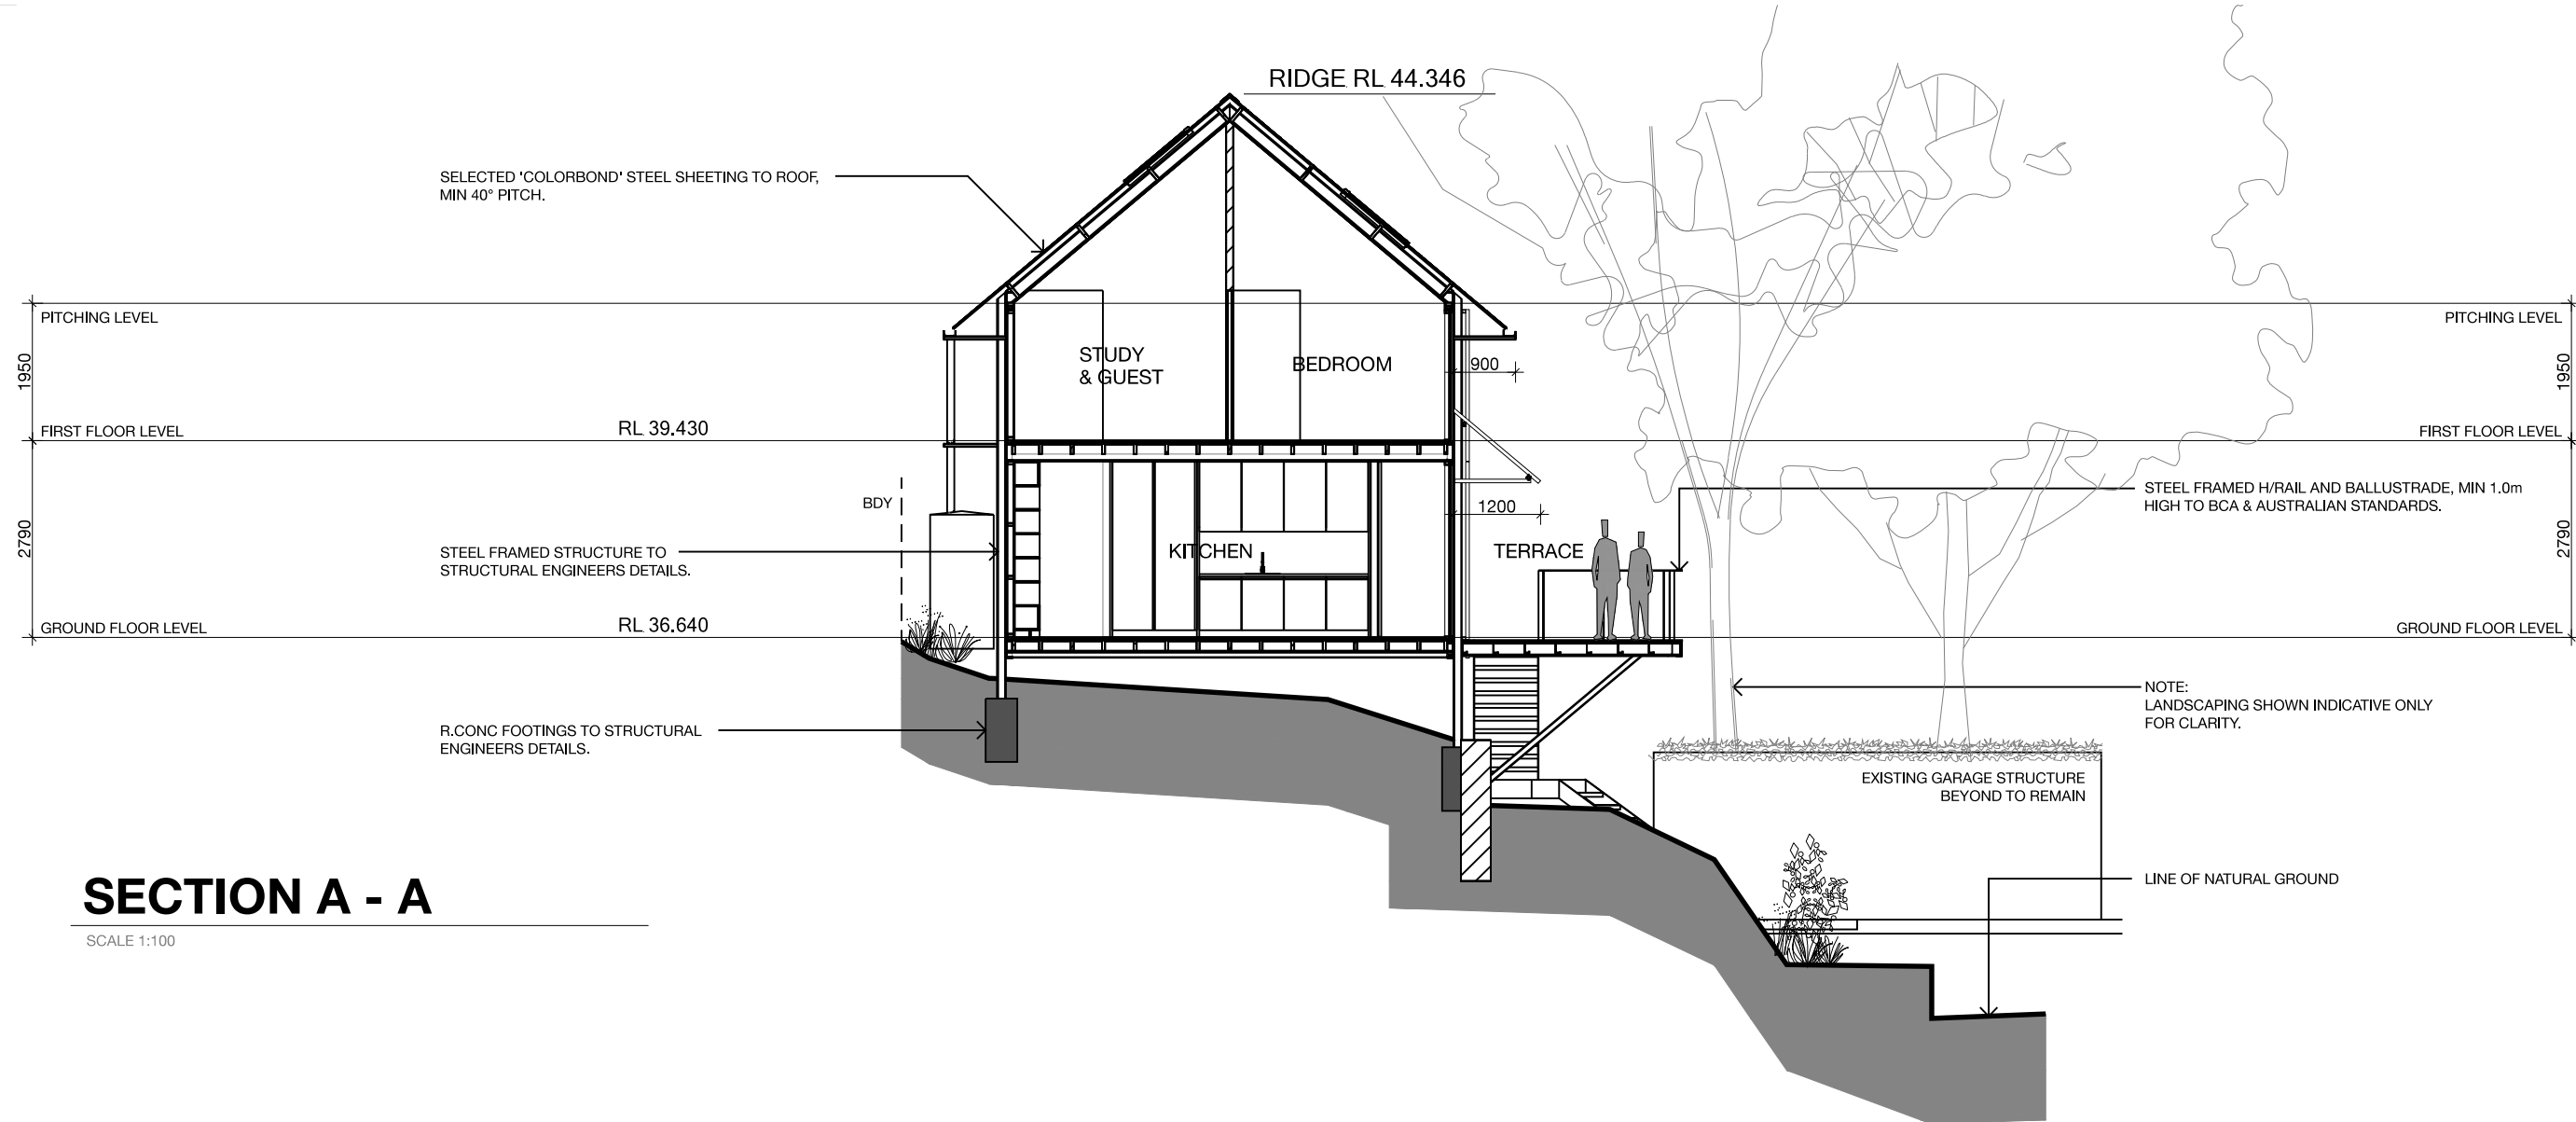 RIDGE RL 44.346
SELECTED 'COLORBOND' STEEL SHEETING TO ROOF,
MIN 40° PITCH.
PITCHING LEVEL
PITCHING LEVEL
1950
STUDY
& GUEST
BEDROOM
900
1950
FIRST FLOOR LEVEL
RL 39.430
FIRST FLOOR LEVEL
BDY
1200
STEEL FRAMED H/RAIL AND BALLUSTRADE, MIN 1.0m
HIGH TO BCA & AUSTRALIAN STANDARDS.
2790
STEEL FRAMED STRUCTURE TO
STRUCTURAL ENGINEERS DETAILS.
KITCHEN
TERRACE
2790
GROUND FLOOR LEVEL
RL 36.640
GROUND FLOOR LEVEL
NOTE:
LANDSCAPING SHOWN INDICATIVE ONLY
FOR CLARITY.
R.CONC FOOTINGS TO STRUCTURAL
ENGINEERS DETAILS.
EXISTING GARAGE STRUCTURE
BEYOND TO REMAIN
LINE OF NATURAL GROUND
SECTION A - A
SCALE 1:100